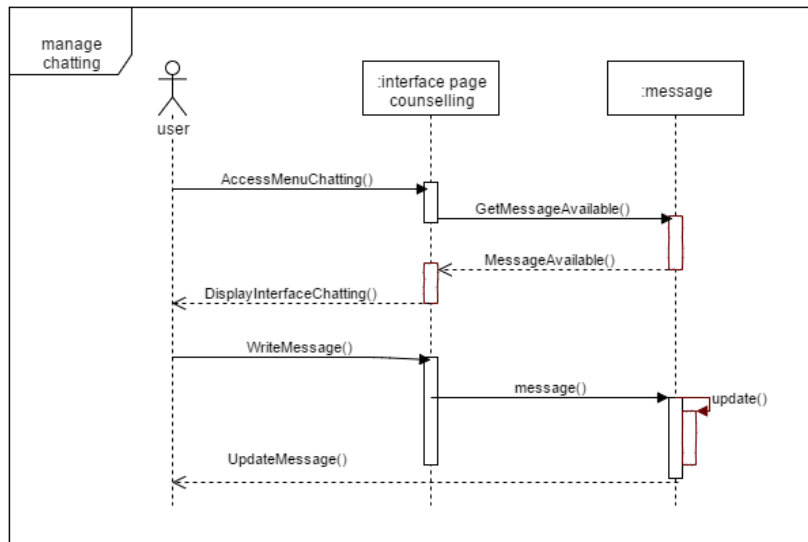 manage
chatting
user
:interface page
counselling
:message
AccessMenuChatting()
GetMessageAvailable()
MessageAvailable()
DisplayInterfaceChatting()
WriteMessage()
message()
update()
UpdateMessage()